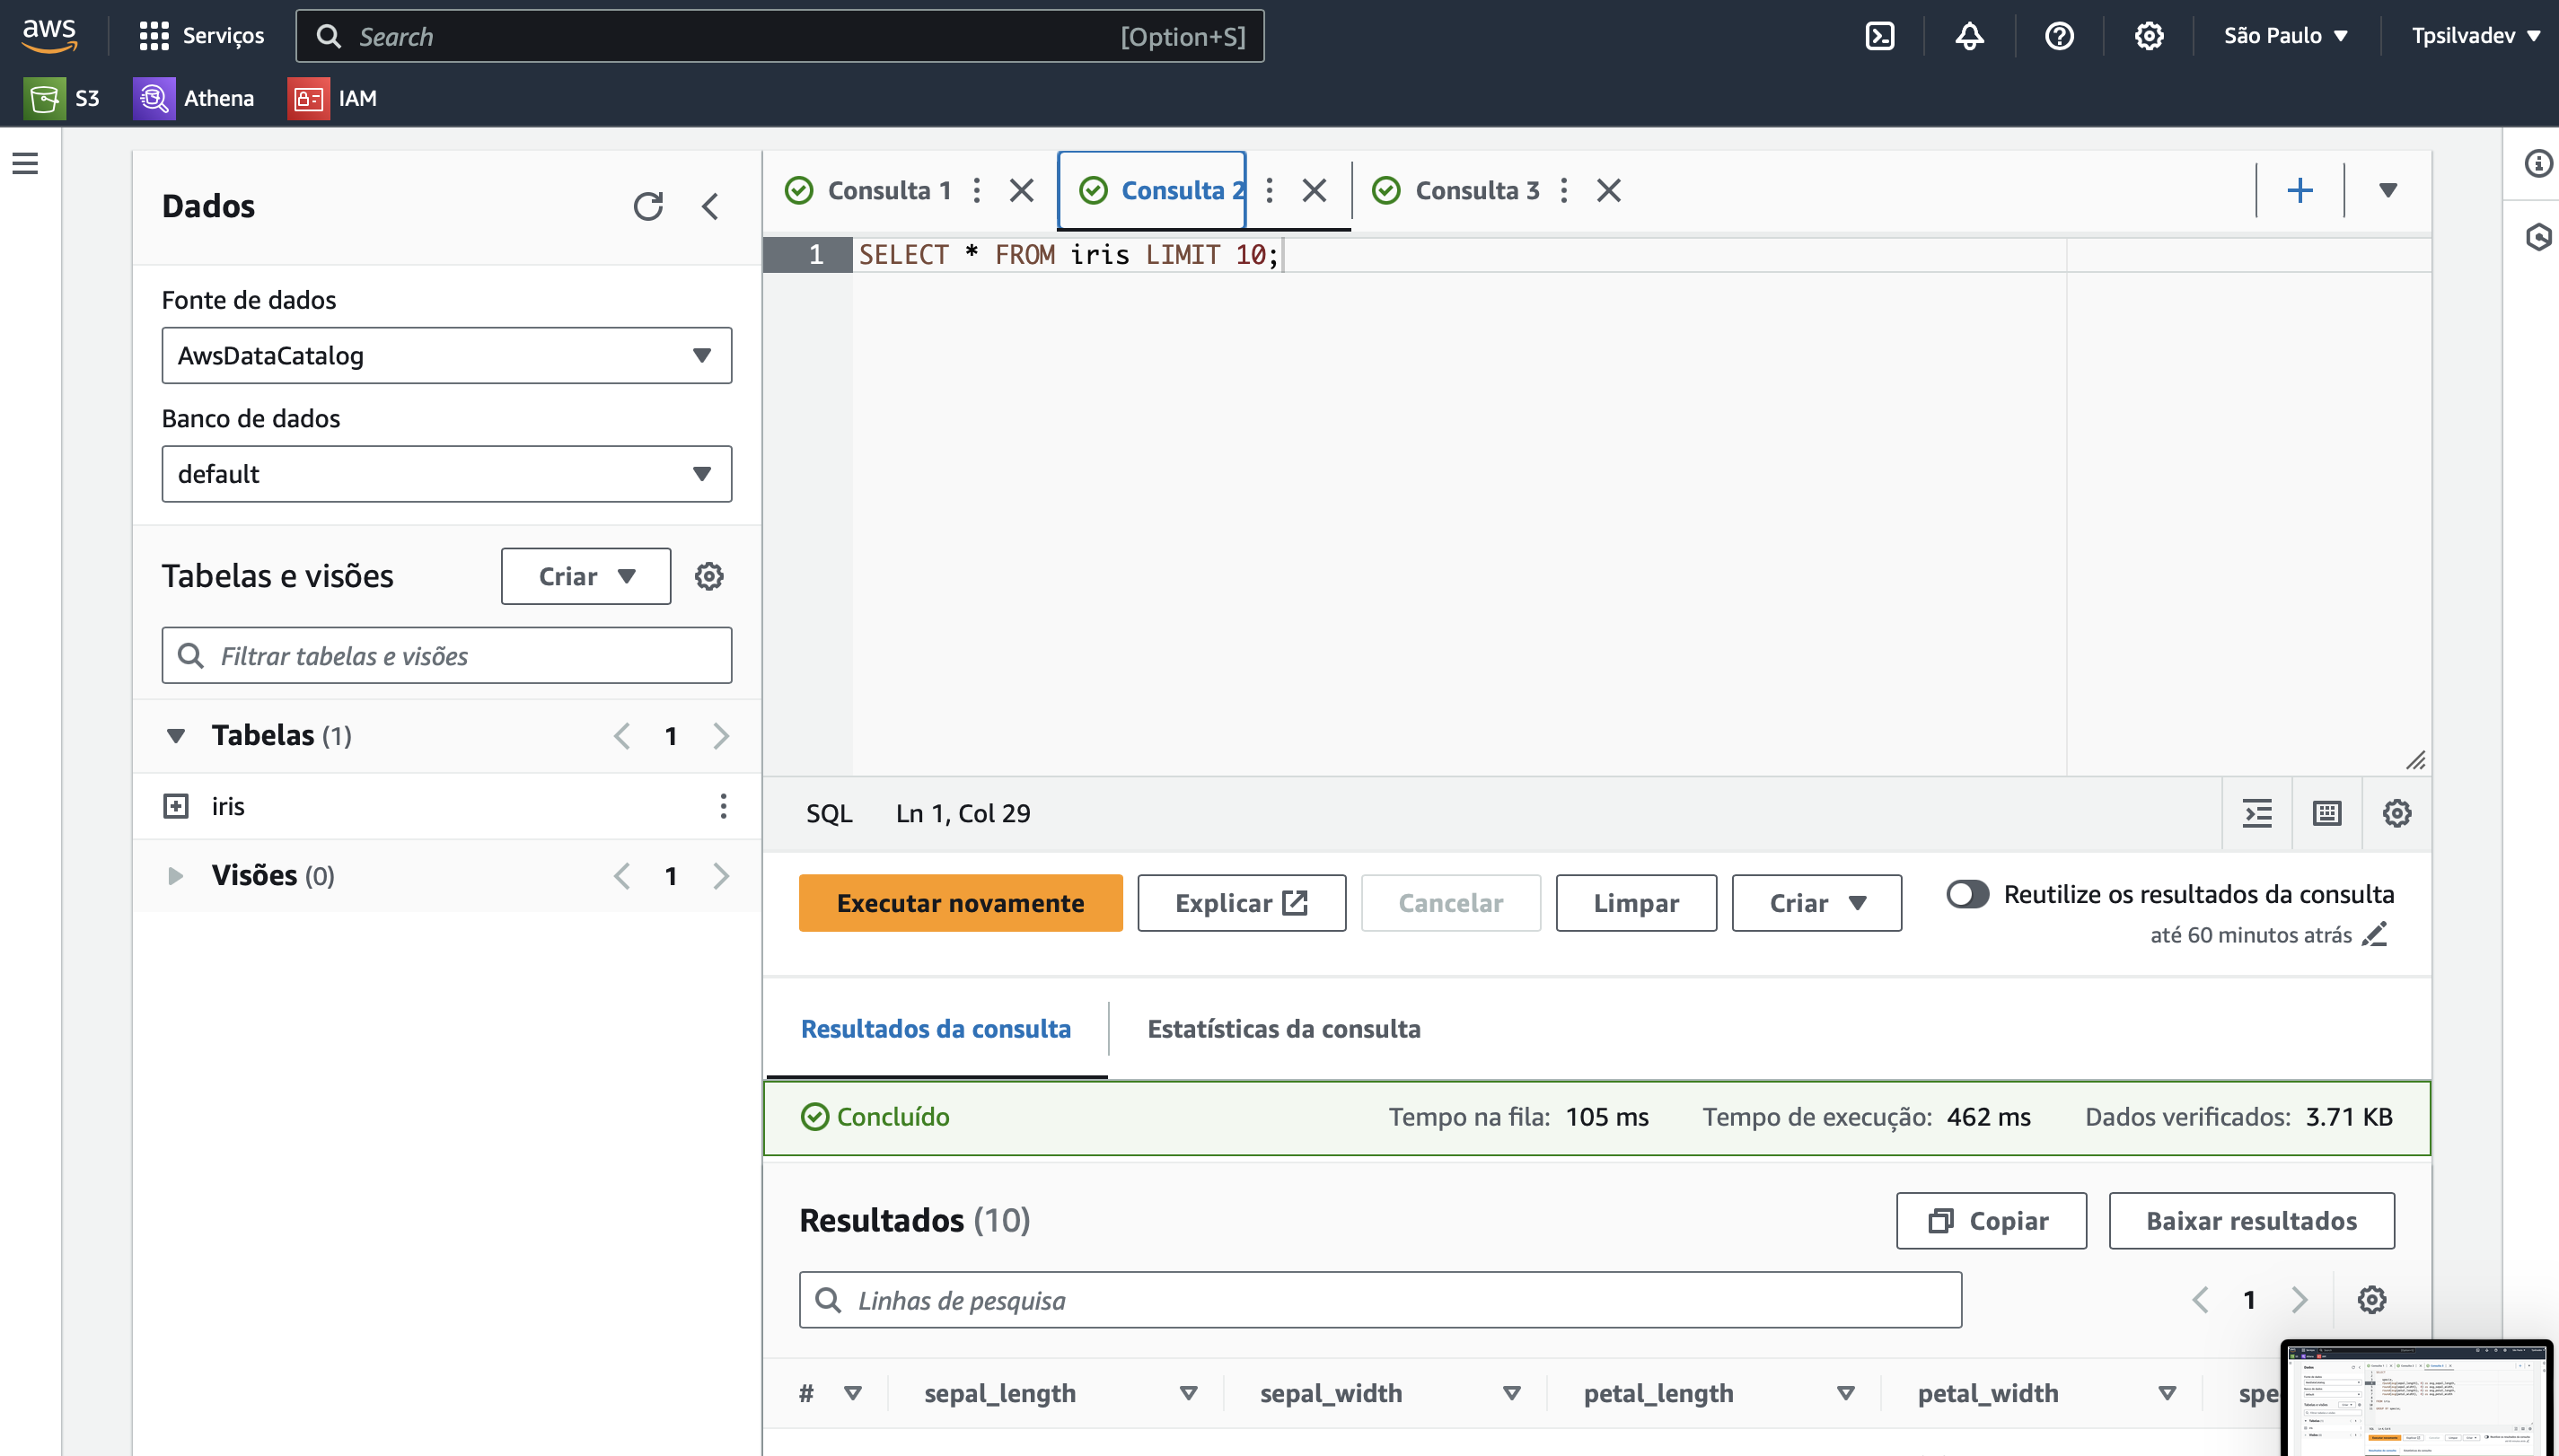 aws
Serviços
Search
[Option+S]
São Paulo
Tpsilvadev
S3
Athena
IAM
Dados
Fonte de dados
AwsDataCatalog
Banco de dados
default
Tabelas e visões
Criar
Filtrar tabelas e visões
Tabelas (1)
1
iris
Visões (0)
1
Consulta 1
Consulta 2
Consulta 3
1 SELECT * FROM iris LIMIT 10;
SQL Ln 1, Col 29
Executar novamente
Explicar
Cancelar
Limpar
Criar
Reutilize os resultados da consulta
até 60 minutos atrás
Resultados da consulta
Estatísticas da consulta
Concluído
Tempo na fila: 105 ms
Tempo de execução: 462 ms
Dados verificados: 3.71 KB
Resultados (10)
Copiar
Baixar resultados
Linhas de pesquisa
1
# sepal_length sepal_width petal_length petal_width spe